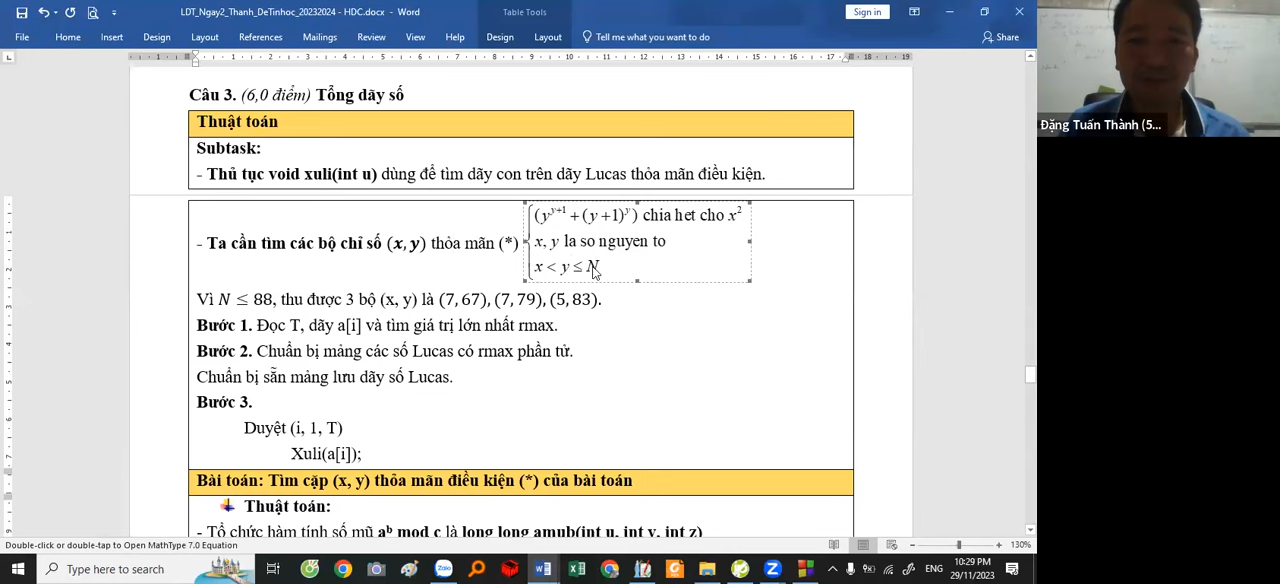 LDT_Ngay2_Thanh_DeTinhoc_20232024 - HDC.docx - Word
Table Tools
Sign in
File Home Insert Design Layout References Mailings Review View Help Design Layout Tell me what you want to do Share
Câu 3. (6,0 điểm) Tổng dãy số
Thuật toán
Subtask:
- Thủ tục void xuli(int u) dùng để tìm dãy con trên dãy Lucas thỏa mãn điều kiện.
(y^{y+1} + (y+1)^y) chia het cho x^2
- Ta cần tìm các bộ chỉ số (x, y) thỏa mãn (*) x, y la so nguyen to
x < y ≤ N
Vì N ≤ 88, thu được 3 bộ (x, y) là (7, 67), (7, 79), (5, 83).
Bước 1. Đọc T, dãy a[i] và tìm giá trị lớn nhất rmax.
Bước 2. Chuẩn bị mảng các số Lucas có rmax phần tử.
Chuẩn bị sẵn mảng lưu dãy số Lucas.
Bước 3.
Duyệt (i, 1, T)
Xuli(a[i]);
Bài toán: Tìm cặp (x, y) thỏa mãn điều kiện (*) của bài toán
Thuật toán:
- Tổ chức hàm tính số mũ a^b mod c là long long amub(int u, int v, int z)
Double-click or double-tap to Open MathType 7.0 Equation
130%
Type here to search
10:29 PM
29/11/2023
Đặng Tuấn Thành (5...